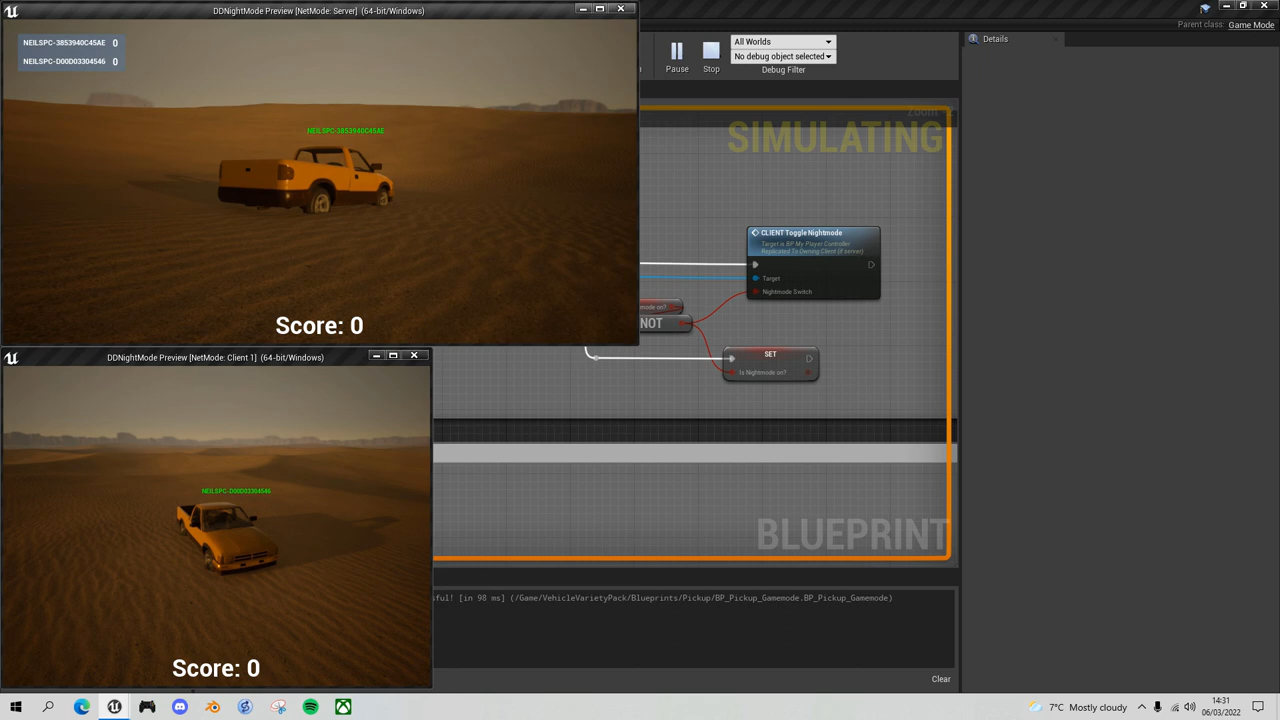 DDNightMode Preview [NetMode: Server] (64-bit/Windows)
NEILSPC-3853940C45AE 0
NEILSPC-D00D03304546 0
NEILSPC-3853940C45AE
Score: 0
DDNightMode Preview [NetMode: Client 1] (64-bit/Windows)
NEILSPC-D00D03304546
Score: 0
Parent class: Game Mode
Pause
Stop
All Worlds
No debug object selected
Debug Filter
Details
Zoom
SIMULATING
CLIENT Toggle Nightmode
Target is BP My Player Controller
Replicated To Owning Client (if server)
Target
Nightmode Switch
mode on?
NOT
SET
Is Nightmode on?
BLUEPRINT
sful! [in 98 ms] (/Game/VehicleVarietyPack/Blueprints/Pickup/BP_Pickup_Gamemode.BP_Pickup_Gamemode)
Clear
7°C Mostly cloudy
14:31
06/03/2022